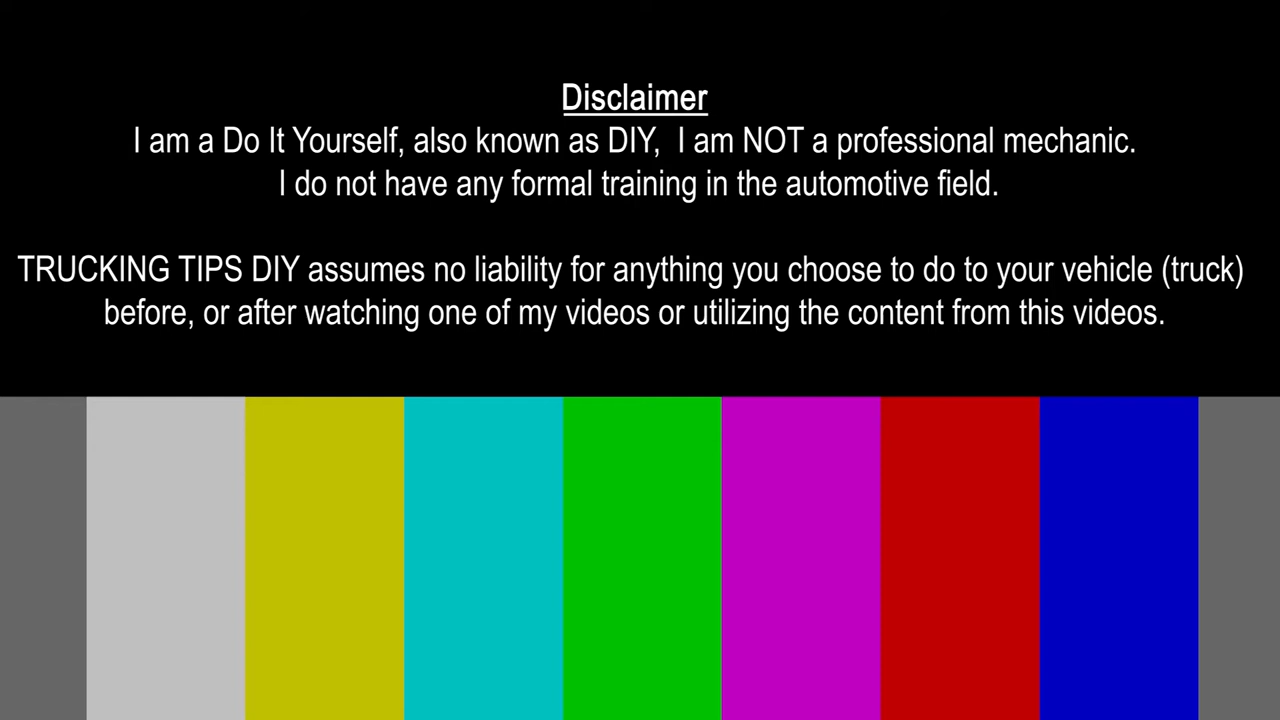 Disclaimer
I am a Do It Yourself, also known as DIY,  I am NOT a professional mechanic.
I do not have any formal training in the automotive field.
TRUCKING TIPS DIY assumes no liability for anything you choose to do to your vehicle (truck)
before, or after watching one of my videos or utilizing the content from this videos.